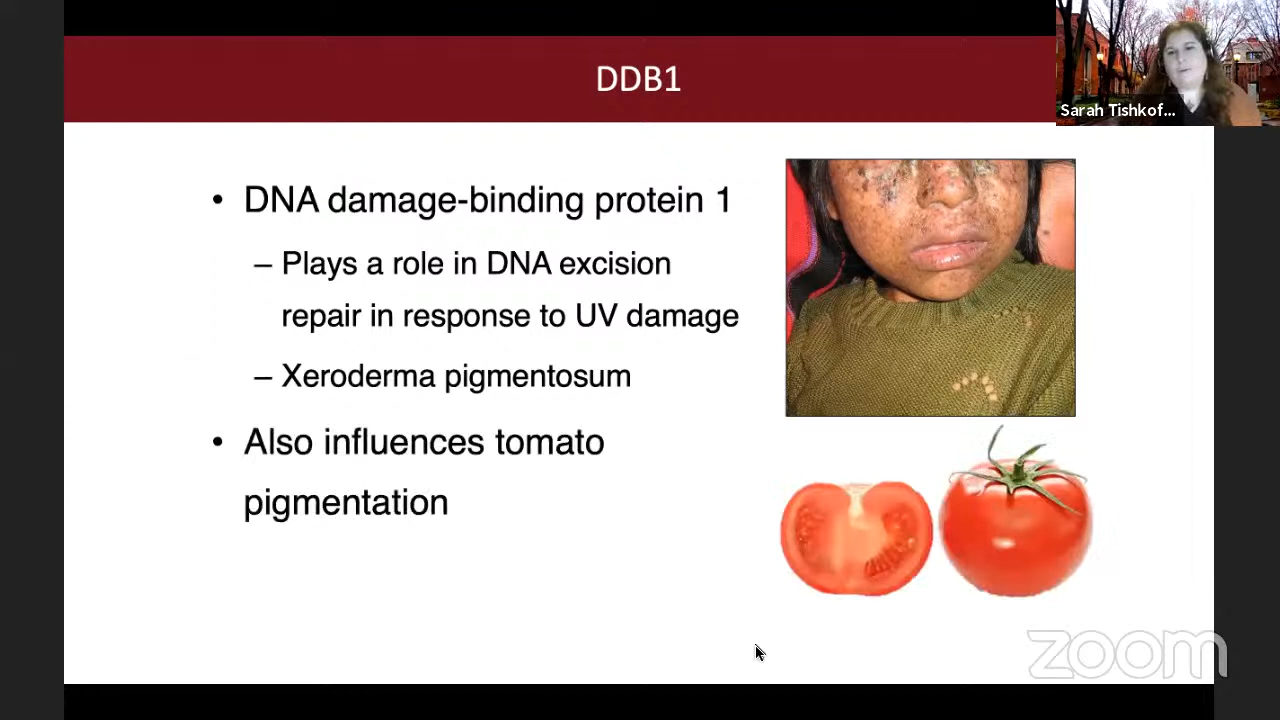 DDB1
Sarah Tishkof...
• DNA damage-binding protein 1
– Plays a role in DNA excision
repair in response to UV damage
– Xeroderma pigmentosum
• Also influences tomato
pigmentation
zoom